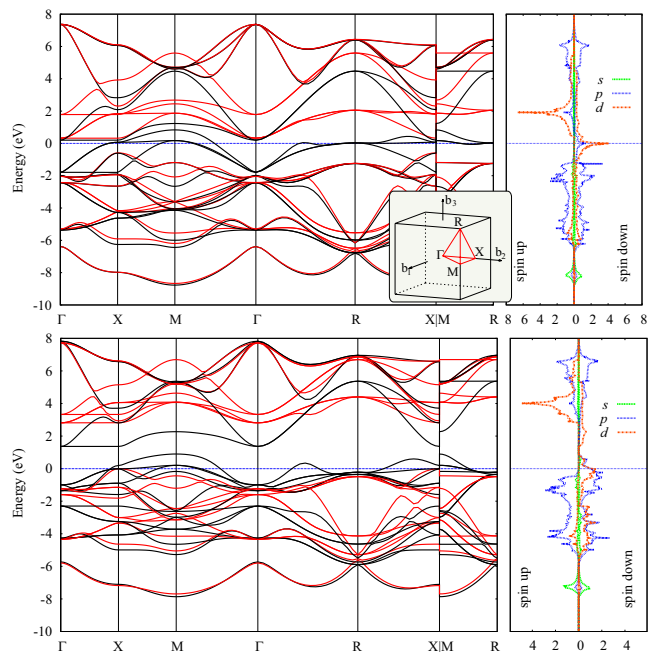 8
6
4
2
0
-2
-4
-6
-8
-10
Energy (eV)
Γ X M Γ R X|M R
b₃
R
Γ
X
b₁
M
b₂
s
p
d
spin up
spin down
8 6 4 2 0 2 4 6 8
8
6
4
2
0
-2
-4
-6
-8
-10
Energy (eV)
Γ X M Γ R X|M R
s
p
d
spin up
spin down
4 2 0 2 4